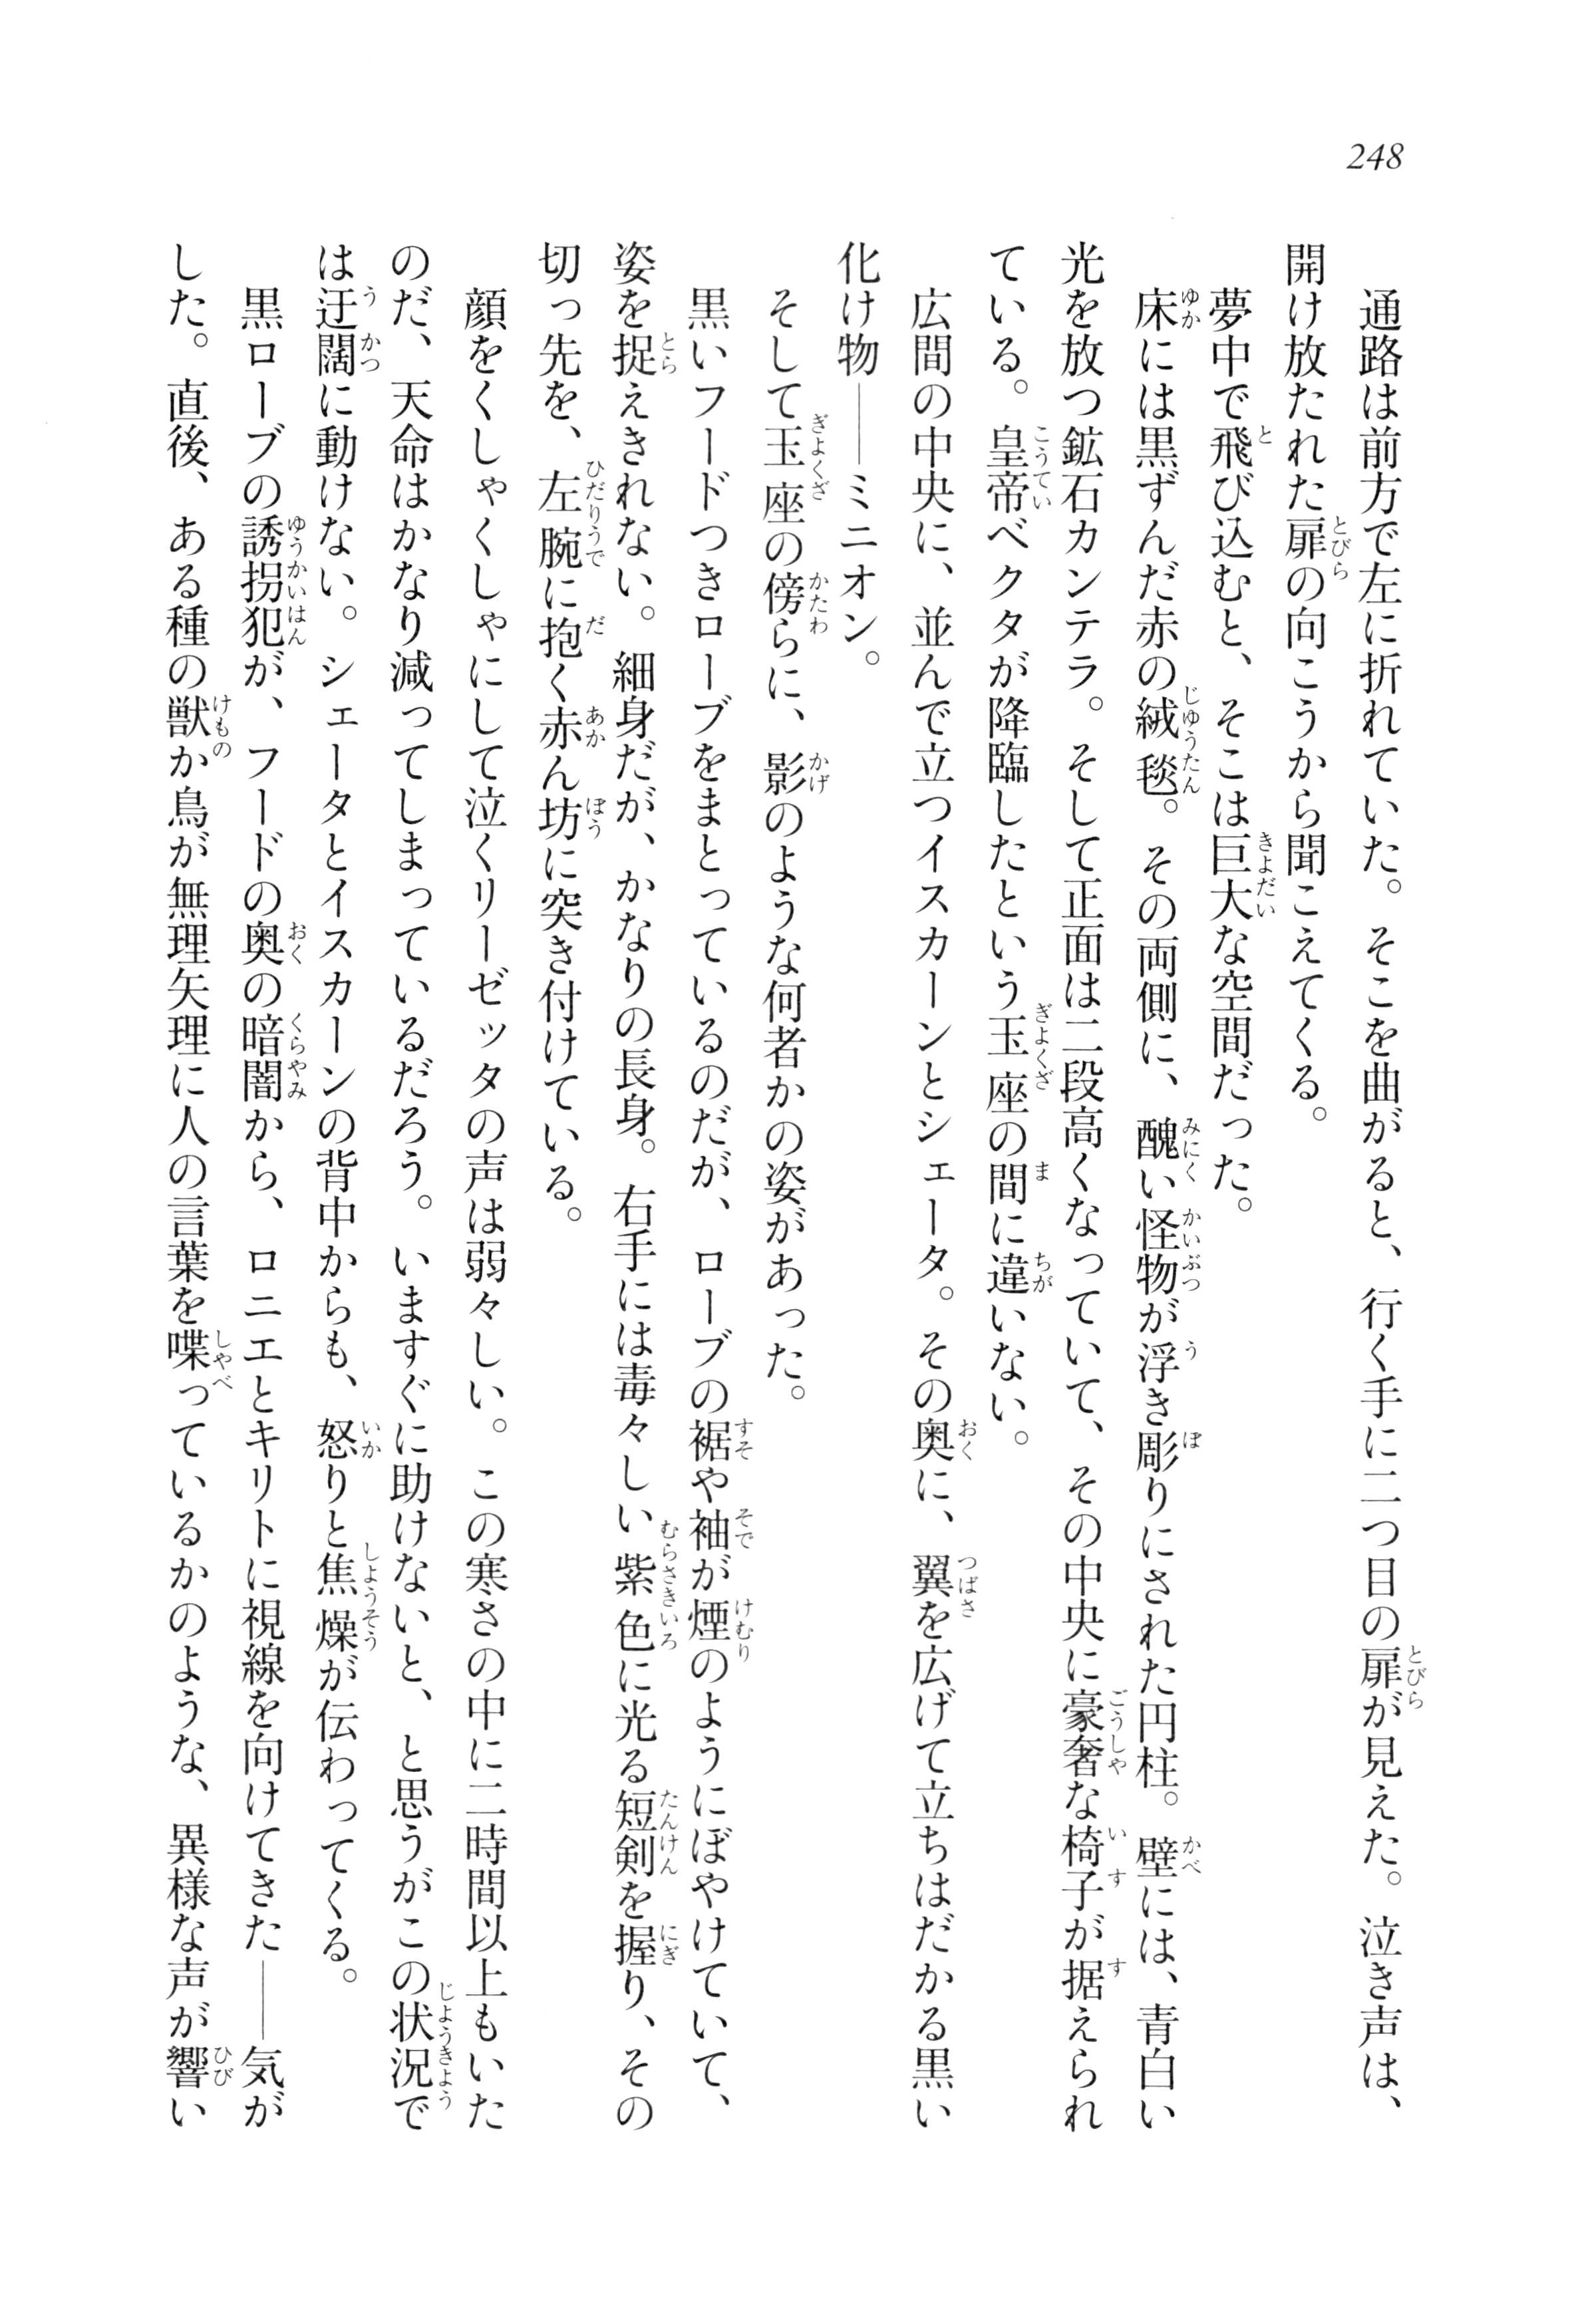 248
通路は前方で左に折れていた。そこを曲がると、行く手に二つ目の扉が見えた。泣き声は、
開け放たれた扉の向こうから聞こえてくる。
夢中で飛び込むと、そこは巨大な空間だった。
床には黒ずんだ赤の絨毯。その両側に、醜い怪物が浮き彫りにされた円柱。壁には、青白い
光を放つ鉱石カンテラ。そして正面は二段高くなっていて、その中央に豪奢な椅子が据えられ
ている。皇帝ベクタが降臨したという玉座の間に違いない。
広間の中央に、並んで立つイスカーンとシェータ。その奥に、翼を広げて立ちはだかる黒い
化け物――ミニオン。
そして玉座の傍らに、影のような何者かの姿があった。
黒いフードつきローブをまとっているのだが、ローブの裾や袖が煙のようにぼやけていて、
姿を捉えきれない。細身だが、かなりの長身。右手には毒々しい紫色に光る短剣を握り、その
切っ先を、左腕に抱く赤ん坊に突き付けている。
顔をくしゃくしゃにして泣くリーゼッタの声は弱々しい。この寒さの中に二時間以上もいた
のだ、天命はかなり減ってしまっているだろう。いますぐに助けないと、と思うがこの状況で
は迂闊に動けない。シェータとイスカーンの背中からも、怒りと焦燥が伝わってくる。
黒ローブの誘拐犯が、フードの奥の暗闇から、ロニエとキリトに視線を向けてきた――気が
した。直後、ある種の獣か鳥が無理矢理に人の言葉を喋っているかのような、異様な声が響い